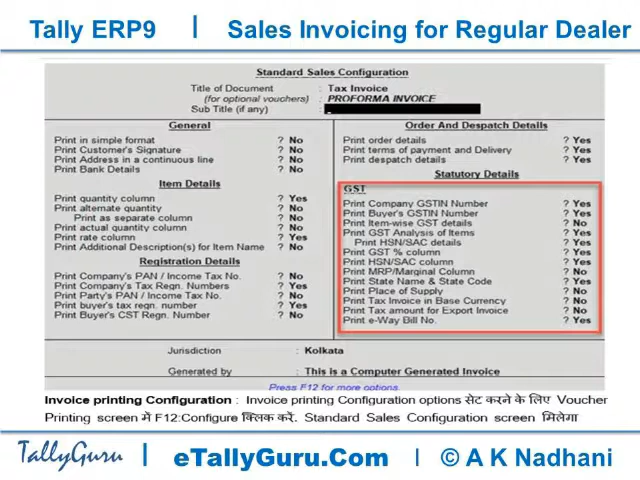 Tally ERP9 | Sales Invoicing for Regular Dealer
Standard Sales Configuration
Title of Document : Tax Invoice
(for optional vouchers) : PROFORMA INVOICE
Sub Title (if any) :
General
Print in simple format ? No
Print Customer's Signature ? No
Print Address in a continuous line ? No
Print Bank Details ? No
Item Details
Print quantity column ? Yes
Print alternate quantity ? No
Print as separate column ? No
Print actual quantity column ? No
Print rate column ? Yes
Print Additional Description(s) for Item Name ? No
Registration Details
Print Company's PAN / Income Tax No. ? No
Print Company's Tax Regn. Numbers ? Yes
Print Party's PAN / Income Tax No. ? No
Print buyer's tax regn. number ? Yes
Print Buyer's CST Regn. Number ? No
Order And Despatch Details
Print order details ? Yes
Print terms of payment and Delivery ? Yes
Print despatch details ? Yes
Statutory Details
GST
Print Company GSTIN Number ? Yes
Print Buyer's GSTIN Number ? Yes
Print Item-wise GST details ? No
Print GST Analysis of Items ? Yes
Print HSN/SAC details ? Yes
Print GST % column ? Yes
Print HSN/SAC column ? Yes
Print MRP/Marginal Column ? No
Print State Name & State Code ? Yes
Print Place of Supply ? No
Print Tax Invoice in Base Currency ? No
Print Tax amount for Export Invoice ? No
Print e-Way Bill No. ? Yes
Jurisdiction : Kolkata
Generated by : This is a Computer Generated Invoice
Press F12 for more options.
Invoice printing Configuration : Invoice printing Configuration options सेट करने के लिए Voucher
Printing screen में F12:Configure क्लिक करें. Standard Sales Configuration screen मिलेगा
TallyGuru | eTallyGuru.Com | © A K Nadhani